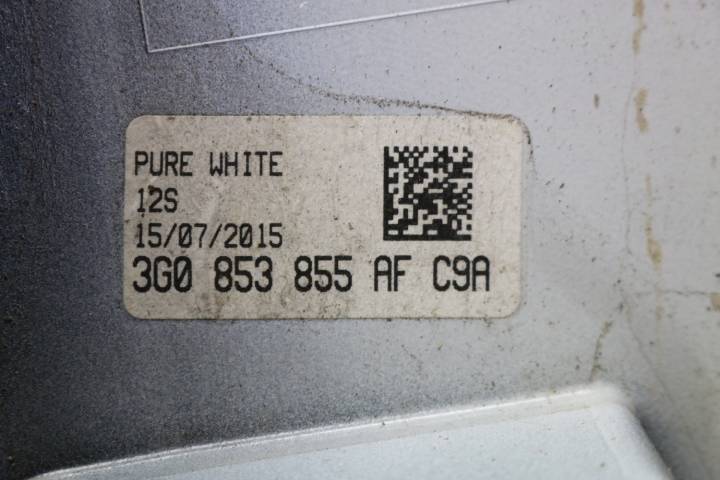 PURE WHITE
12S
15/07/2015
3G0 853 855 AF C9A